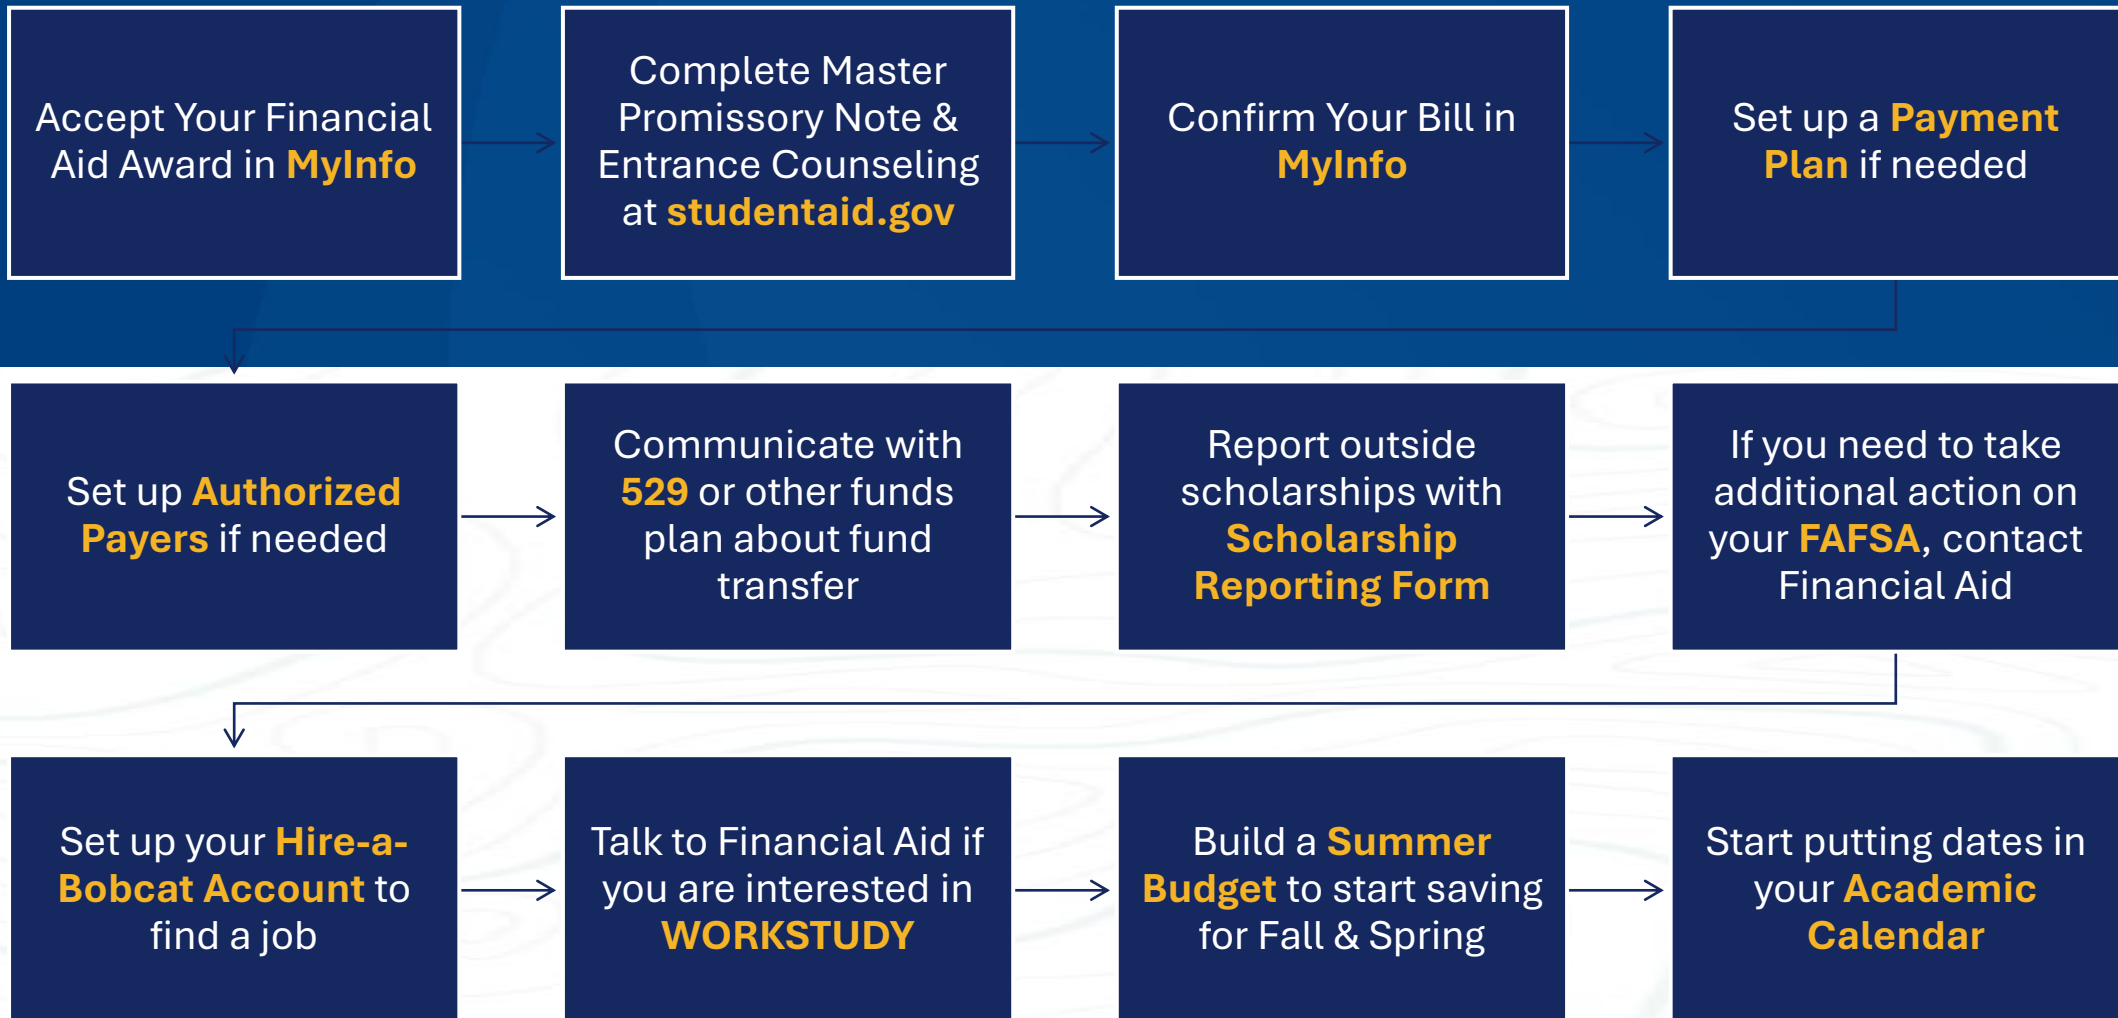 Accept Your Financial
Aid Award in MyInfo
Complete Master
Promissory Note &
Entrance Counseling
at studentaid.gov
Confirm Your Bill in
MyInfo
Set up a Payment
Plan if needed
Set up Authorized
Payers if needed
Communicate with
529 or other funds
plan about fund
transfer
Report outside
scholarships with
Scholarship
Reporting Form
If you need to take
additional action on
your FAFSA, contact
Financial Aid
Set up your Hire-a-
Bobcat Account to
find a job
Talk to Financial Aid if
you are interested in
WORKSTUDY
Build a Summer
Budget to start saving
for Fall & Spring
Start putting dates in
your Academic
Calendar